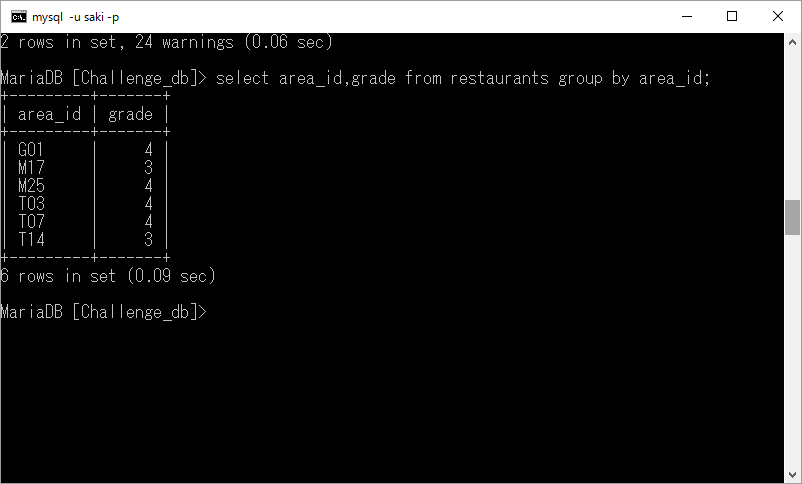 mysql -u saki -p
2 rows in set, 24 warnings (0.06 sec)
MariaDB [Challenge_db]> select area_id,grade from restaurants group by area_id;
+---------+-------+
| area_id | grade |
+---------+-------+
| G01     |     4 |
| M17     |     3 |
| M25     |     4 |
| T03     |     4 |
| T07     |     4 |
| T14     |     3 |
+---------+-------+
6 rows in set (0.09 sec)
MariaDB [Challenge_db]>